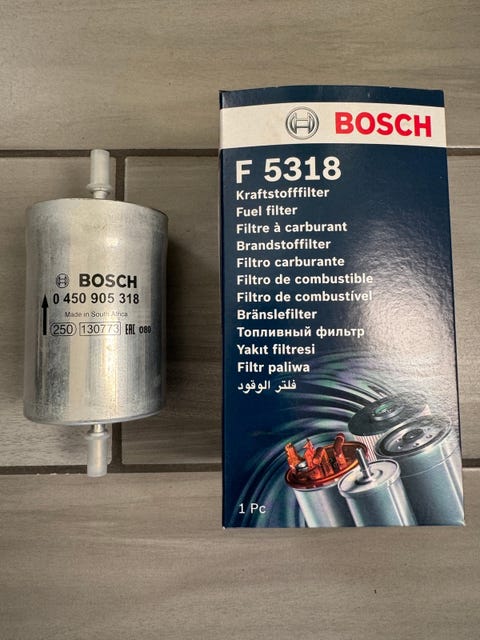 BOSCH
0 450 905 318
Made in South Africa
250 130773 EAC 080
BOSCH
F 5318
Kraftstofffilter
Fuel filter
Filtre à carburant
Brandstoffilter
Filtro carburante
Filtro de combustible
Filtro de combustível
Bränslefilter
Топливный фильтр
Yakıt filtresi
Filtr paliwa
فلتر الوقود
1 Pc